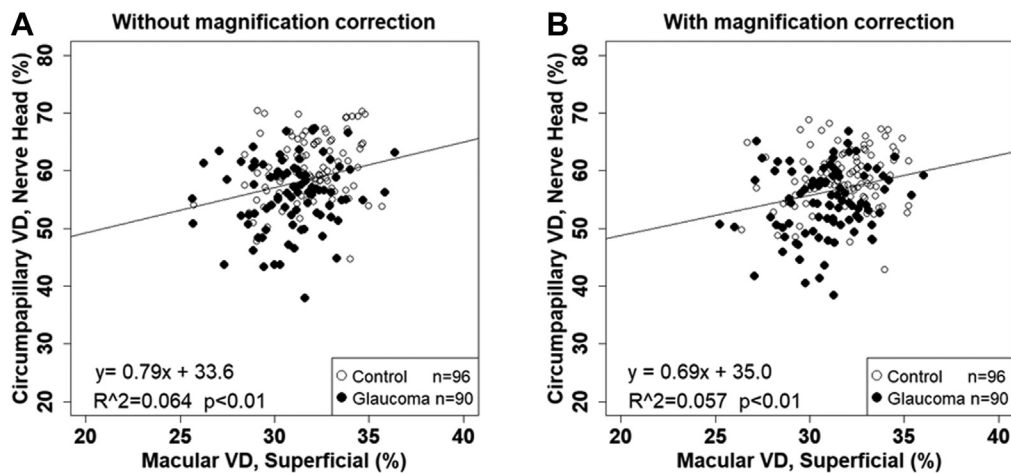 A
Without magnification correction
Circumpapillary VD, Nerve Head (%)
80
70
60
50
40
30
20
y= 0.79x + 33.6
R^2=0.064 p<0.01
Control n=96
Glaucoma n=90
20 25 30 35 40
Macular VD, Superficial (%)
B
With magnification correction
Circumpapillary VD, Nerve Head (%)
80
70
60
50
40
30
20
y = 0.69x + 35.0
R^2=0.057 p<0.01
Control n=96
Glaucoma n=90
20 25 30 35 40
Macular VD, Superficial (%)